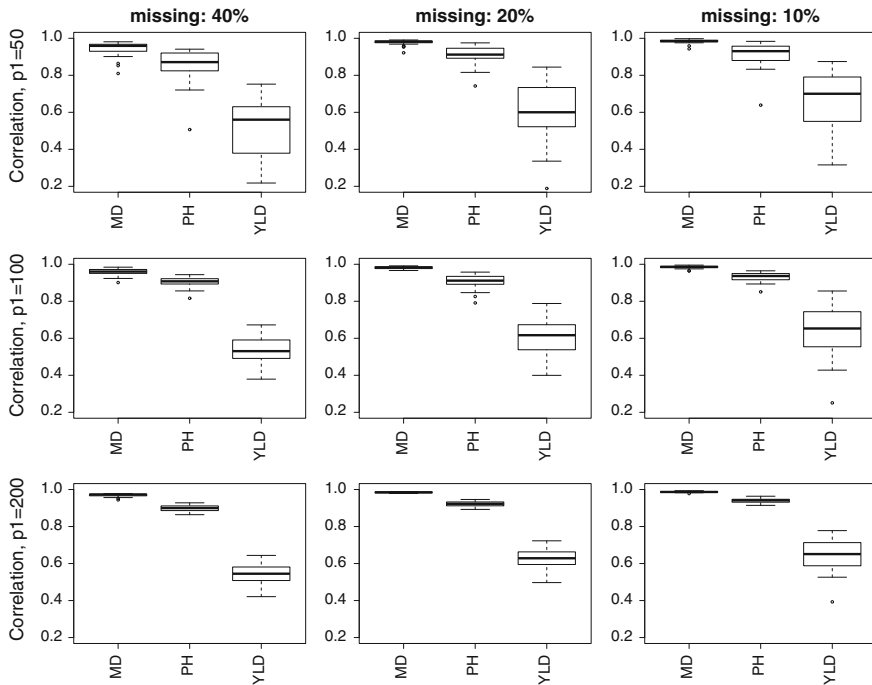 missing: 40%
missing: 20%
missing: 10%
Correlation, p1=50
1.0
0.8
0.6
0.4
0.2
MD
PH
YLD
1.0
0.8
0.6
0.4
0.2
MD
PH
YLD
1.0
0.8
0.6
0.4
0.2
MD
PH
YLD
Correlation, p1=100
1.0
0.8
0.6
0.4
0.2
MD
PH
YLD
1.0
0.8
0.6
0.4
0.2
MD
PH
YLD
1.0
0.8
0.6
0.4
0.2
MD
PH
YLD
Correlation, p1=200
1.0
0.8
0.6
0.4
0.2
MD
PH
YLD
1.0
0.8
0.6
0.4
0.2
MD
PH
YLD
1.0
0.8
0.6
0.4
0.2
MD
PH
YLD